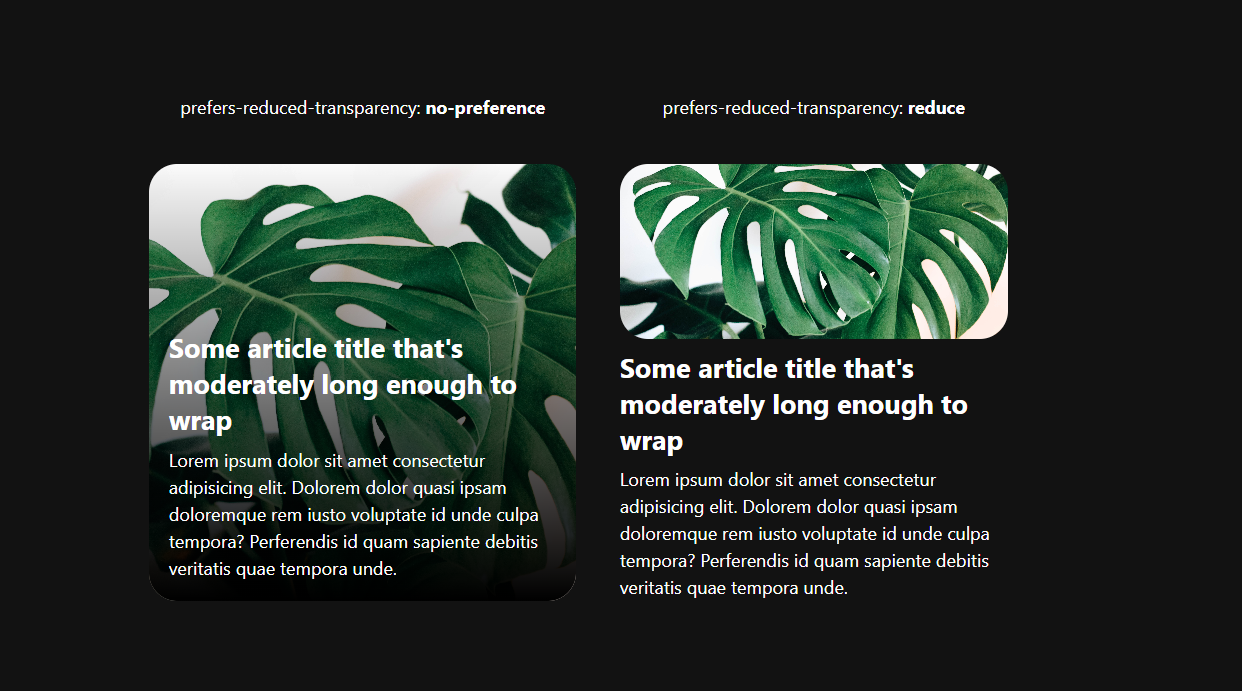 prefers-reduced-transparency: no-preference
prefers-reduced-transparency: reduce
Some article title that's
moderately long enough to
wrap
Lorem ipsum dolor sit amet consectetur
adipisicing elit. Dolorem dolor quasi ipsam
doloremque rem iusto voluptate id unde culpa
tempora? Perferendis id quam sapiente debitis
veritatis quae tempora unde.
Some article title that's
moderately long enough to
wrap
Lorem ipsum dolor sit amet consectetur
adipisicing elit. Dolorem dolor quasi ipsam
doloremque rem iusto voluptate id unde culpa
tempora? Perferendis id quam sapiente debitis
veritatis quae tempora unde.